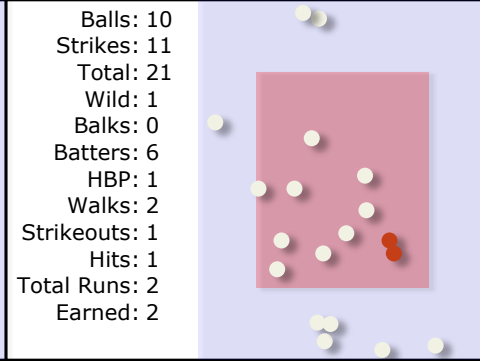 Balls: 10
Strikes: 11
Total: 21
Wild: 1
Balks: 0
Batters: 6
HBP: 1
Walks: 2
Strikeouts: 1
Hits: 1
Total Runs: 2
Earned: 2